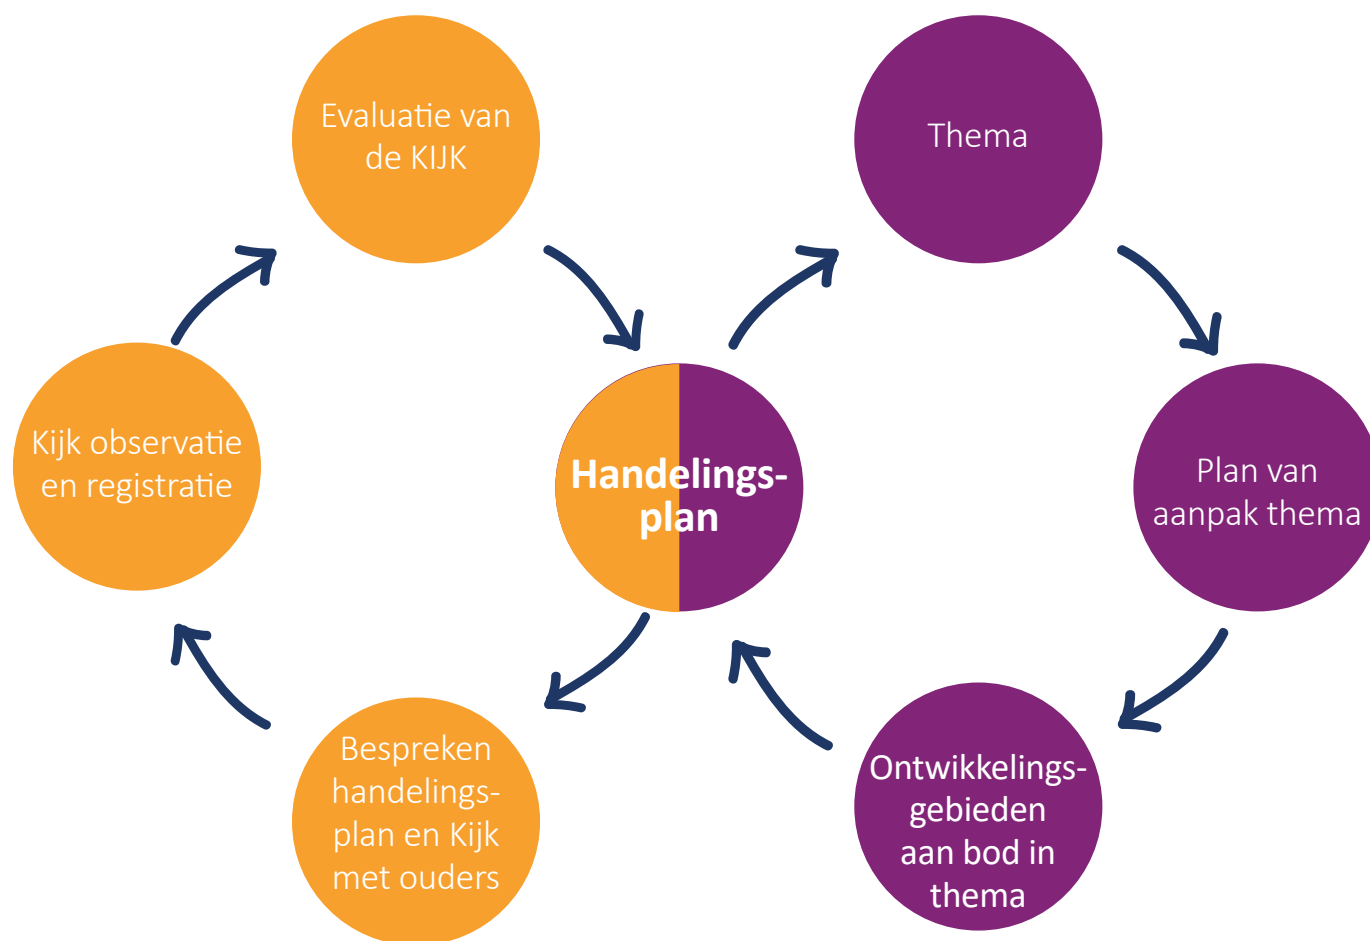 Evaluatie van
de KIJK
Thema
Kijk observatie
en registratie
Handelings-
plan
Plan van
aanpak thema
Bespreken
handelings-
plan en Kijk
met ouders
Ontwikkelings-
gebieden
aan bod in
thema